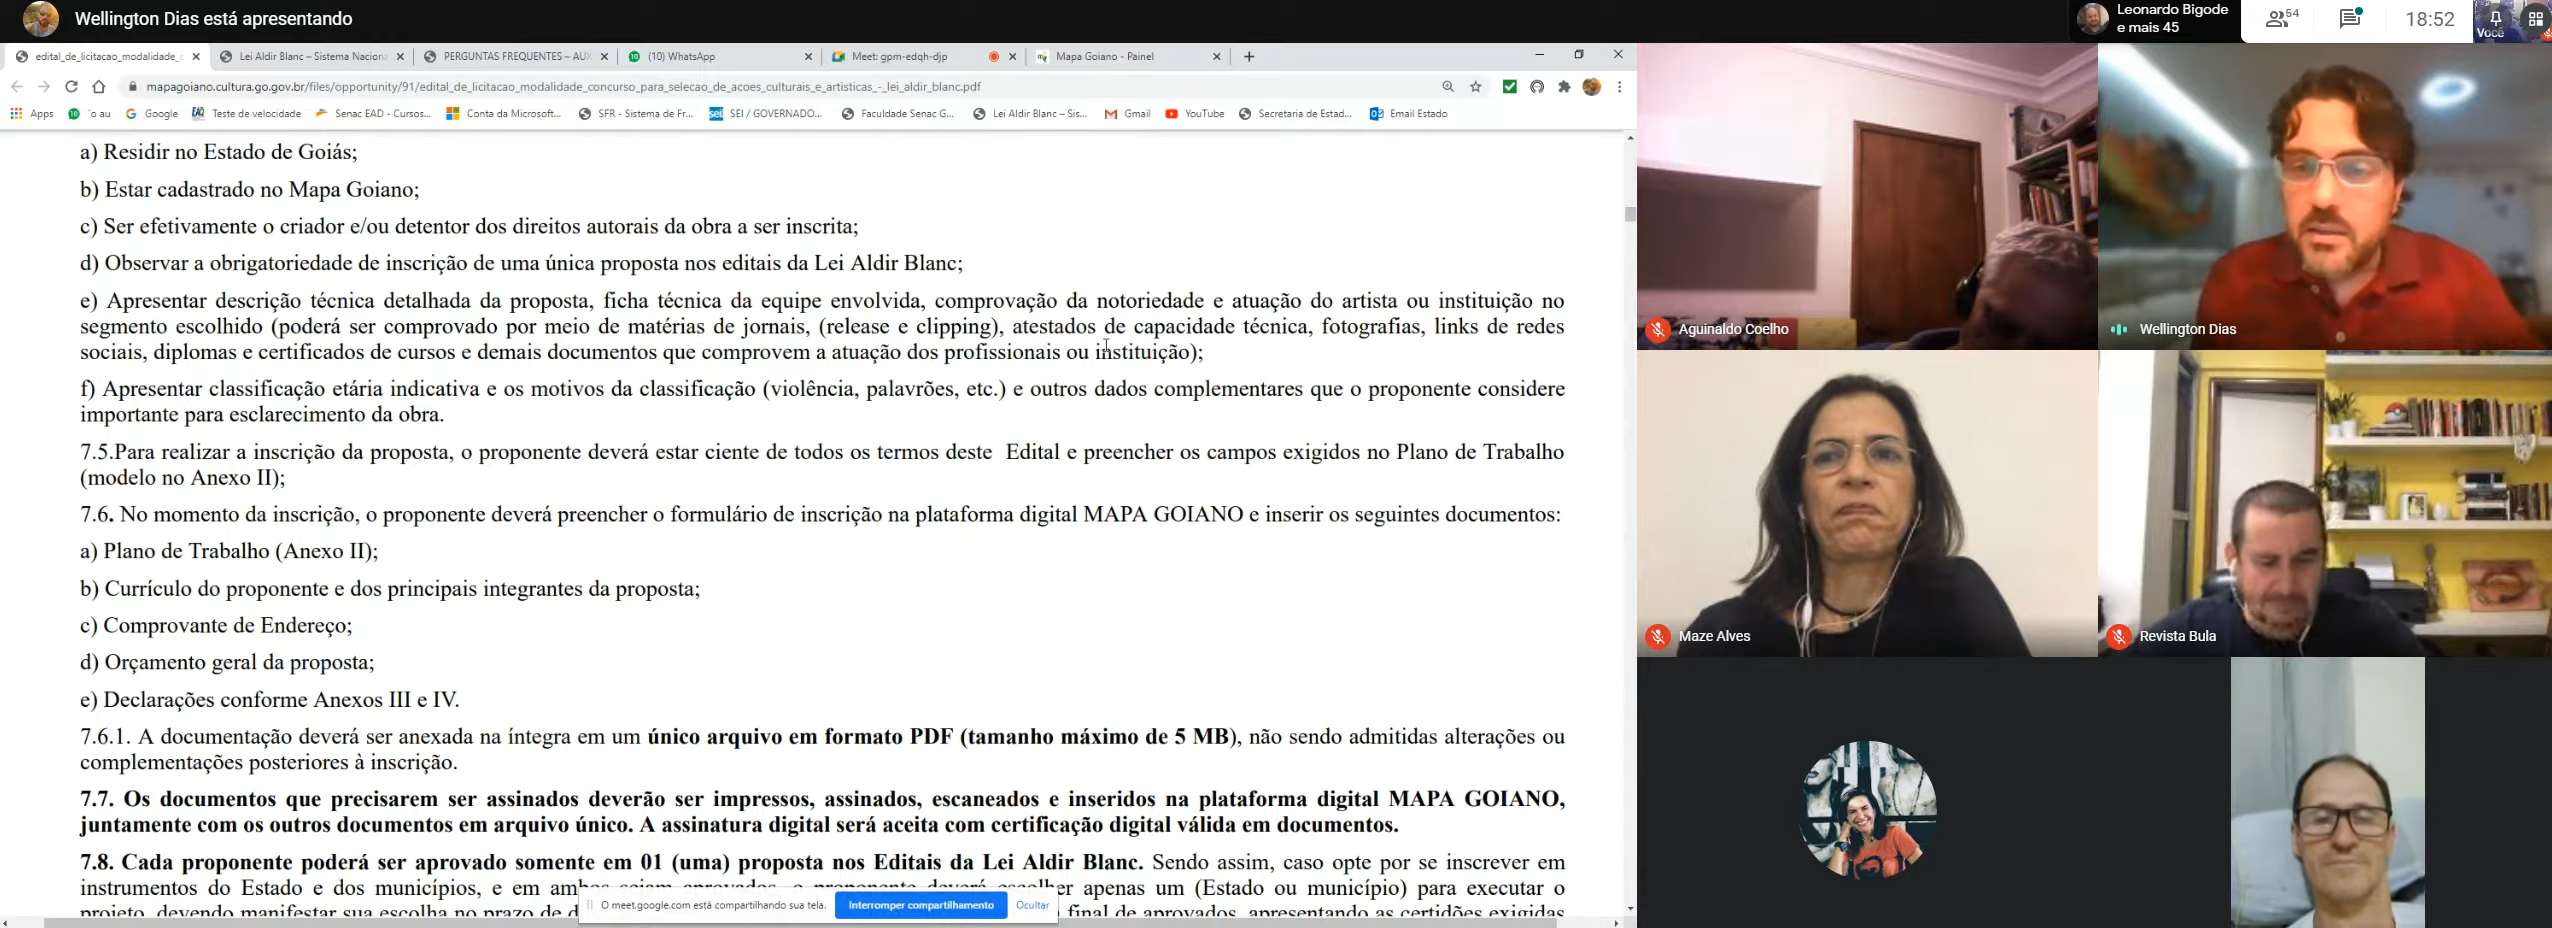 Wellington Dias está apresentando
Leonardo Bigode
e mais 45
54
18:52
Você
edital_de_licitacao_modalidade_c
Lei Aldir Blanc – Sistema Naciona
PERGUNTAS FREQUENTES – AUX
(10) WhatsApp
Meet: gpm-edqh-djp
Mapa Goiano - Painel
mapagoiano.cultura.go.gov.br/files/opportunity/91/edital_de_licitacao_modalidade_concurso_para_selecao_de_acoes_culturais_e_artisticas_-_lei_aldir_blanc.pdf
Apps
Google
Teste de velocidade
Senac EAD - Cursos...
Conta da Microsoft...
SFR - Sistema de Fr...
SEI / GOVERNADO...
Faculdade Senac G...
Lei Aldir Blanc – Sis...
Gmail
YouTube
Secretaria de Estad...
Email Estado
a) Residir no Estado de Goiás;
b) Estar cadastrado no Mapa Goiano;
c) Ser efetivamente o criador e/ou detentor dos direitos autorais da obra a ser inscrita;
d) Observar a obrigatoriedade de inscrição de uma única proposta nos editais da Lei Aldir Blanc;
e) Apresentar descrição técnica detalhada da proposta, ficha técnica da equipe envolvida, comprovação da notoriedade e atuação do artista ou instituição no
segmento escolhido (poderá ser comprovado por meio de matérias de jornais, (release e clipping), atestados de capacidade técnica, fotografias, links de redes
sociais, diplomas e certificados de cursos e demais documentos que comprovem a atuação dos profissionais ou instituição);
f) Apresentar classificação etária indicativa e os motivos da classificação (violência, palavrões, etc.) e outros dados complementares que o proponente considere
importante para esclarecimento da obra.
7.5.Para realizar a inscrição da proposta, o proponente deverá estar ciente de todos os termos deste Edital e preencher os campos exigidos no Plano de Trabalho
(modelo no Anexo II);
7.6. No momento da inscrição, o proponente deverá preencher o formulário de inscrição na plataforma digital MAPA GOIANO e inserir os seguintes documentos:
a) Plano de Trabalho (Anexo II);
b) Currículo do proponente e dos principais integrantes da proposta;
c) Comprovante de Endereço;
d) Orçamento geral da proposta;
e) Declarações conforme Anexos III e IV.
7.6.1. A documentação deverá ser anexada na íntegra em um único arquivo em formato PDF (tamanho máximo de 5 MB), não sendo admitidas alterações ou
complementações posteriores à inscrição.
7.7. Os documentos que precisarem ser assinados deverão ser impressos, assinados, escaneados e inseridos na plataforma digital MAPA GOIANO,
juntamente com os outros documentos em arquivo único. A assinatura digital será aceita com certificação digital válida em documentos.
7.8. Cada proponente poderá ser aprovado somente em 01 (uma) proposta nos Editais da Lei Aldir Blanc. Sendo assim, caso opte por se inscrever em
instrumentos do Estado e dos municípios, e em ambos sejam aprovados, o proponente deverá escolher apenas um (Estado ou município) para executar o
projeto, devendo manifestar sua escolha no prazo de d final de aprovados, apresentando as certidões exigidas
O meet.google.com está compartilhando sua tela.
Interromper compartilhamento
Ocultar
Aguinaldo Coelho
Wellington Dias
Maze Alves
Revista Bula